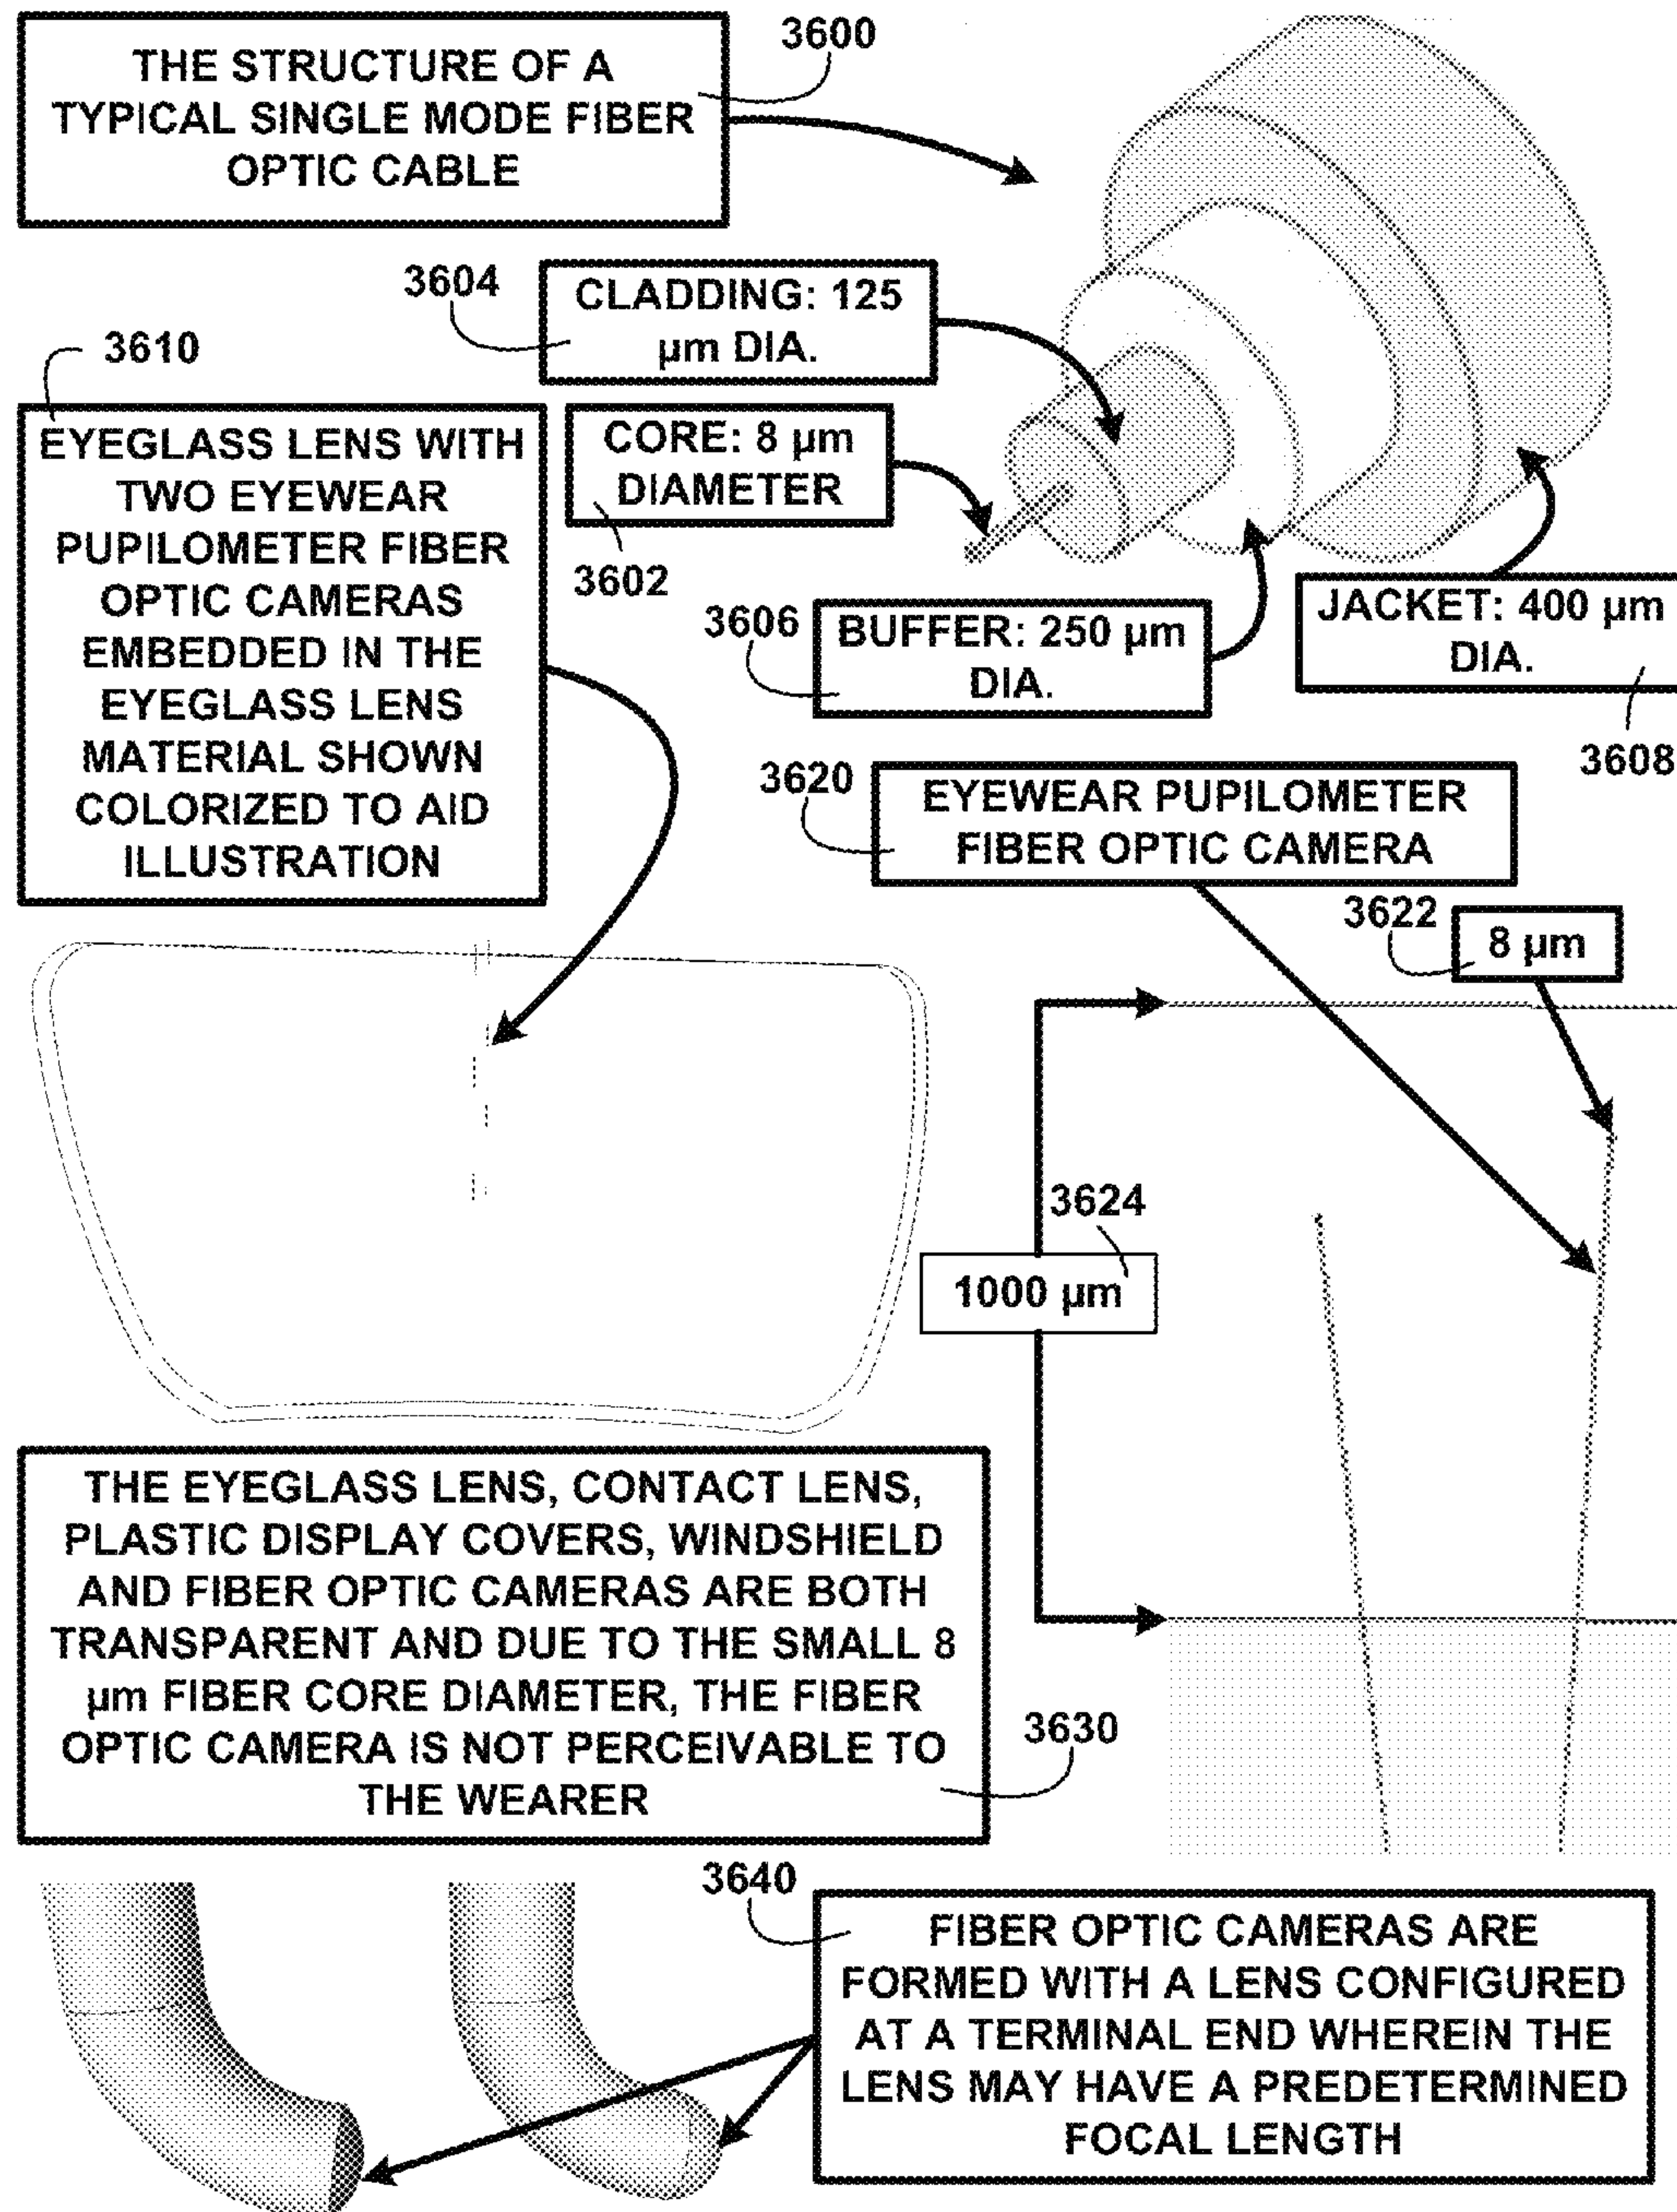 3600
THE STRUCTURE OF A
TYPICAL SINGLE MODE FIBER
OPTIC CABLE
3604
CLADDING: 125
µm DIA.
3610
EYEGLASS LENS WITH
TWO EYEWEAR
PUPILOMETER FIBER
OPTIC CAMERAS
EMBEDDED IN THE
EYEGLASS LENS
MATERIAL SHOWN
COLORIZED TO AID
ILLUSTRATION
CORE: 8 µm
DIAMETER
3602
3606
BUFFER: 250 µm
DIA.
JACKET: 400 µm
DIA.
3608
3620
EYEWEAR PUPILOMETER
FIBER OPTIC CAMERA
3622
8 µm
3624
1000 µm
THE EYEGLASS LENS, CONTACT LENS,
PLASTIC DISPLAY COVERS, WINDSHIELD
AND FIBER OPTIC CAMERAS ARE BOTH
TRANSPARENT AND DUE TO THE SMALL 8
µm FIBER CORE DIAMETER, THE FIBER
OPTIC CAMERA IS NOT PERCEIVABLE TO
THE WEARER
3630
3640
FIBER OPTIC CAMERAS ARE
FORMED WITH A LENS CONFIGURED
AT A TERMINAL END WHEREIN THE
LENS MAY HAVE A PREDETERMINED
FOCAL LENGTH